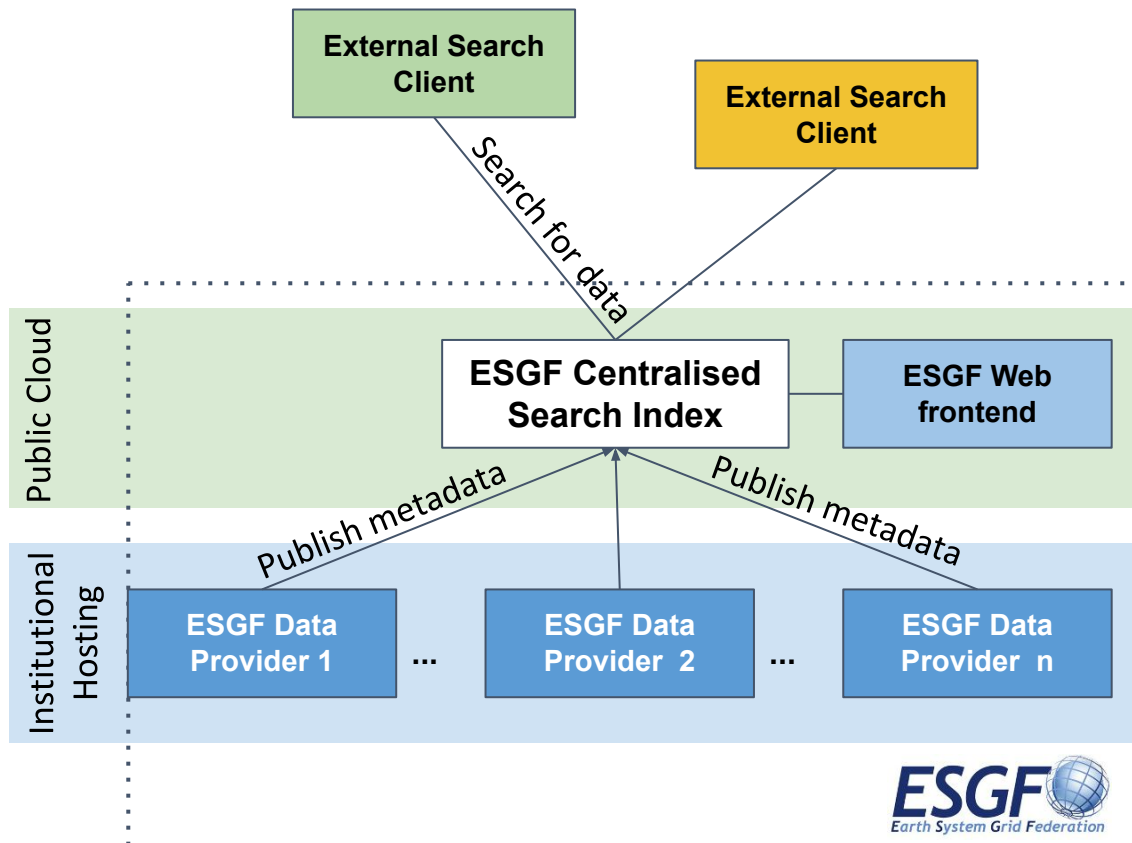 External Search
Client
External Search
Client
Search for data
Public Cloud
ESGF Centralised
Search Index
ESGF Web
frontend
Publish metadata
Publish metadata
Institutional
Hosting
ESGF Data
Provider 1
...
ESGF Data
Provider 2
...
ESGF Data
Provider n
ESGF
Earth System Grid Federation